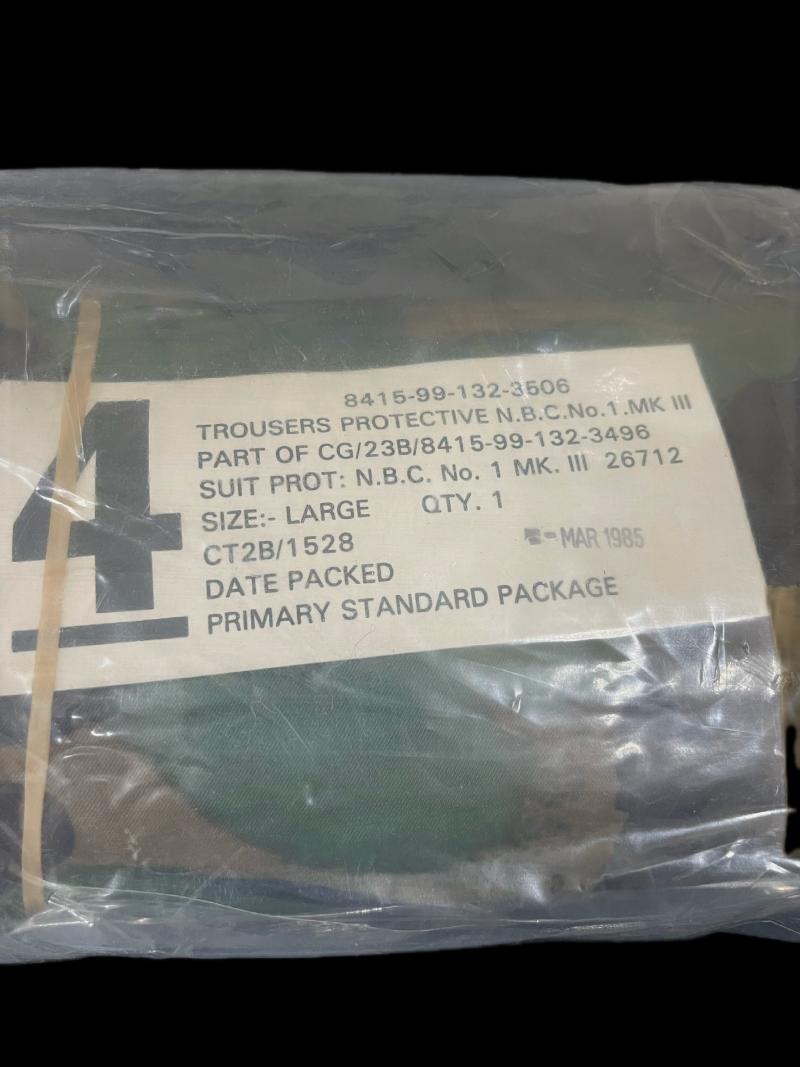 4
8415-99-132-3506
TROUSERS PROTECTIVE N.B.C.No.1.MK III
PART OF CG/23B/8415-99-132-3496
SUIT PROT: N.B.C. No. 1 MK. III 26712
SIZE:- LARGE QTY. 1
CT2B/1528
- MAR 1985
DATE PACKED
PRIMARY STANDARD PACKAGE